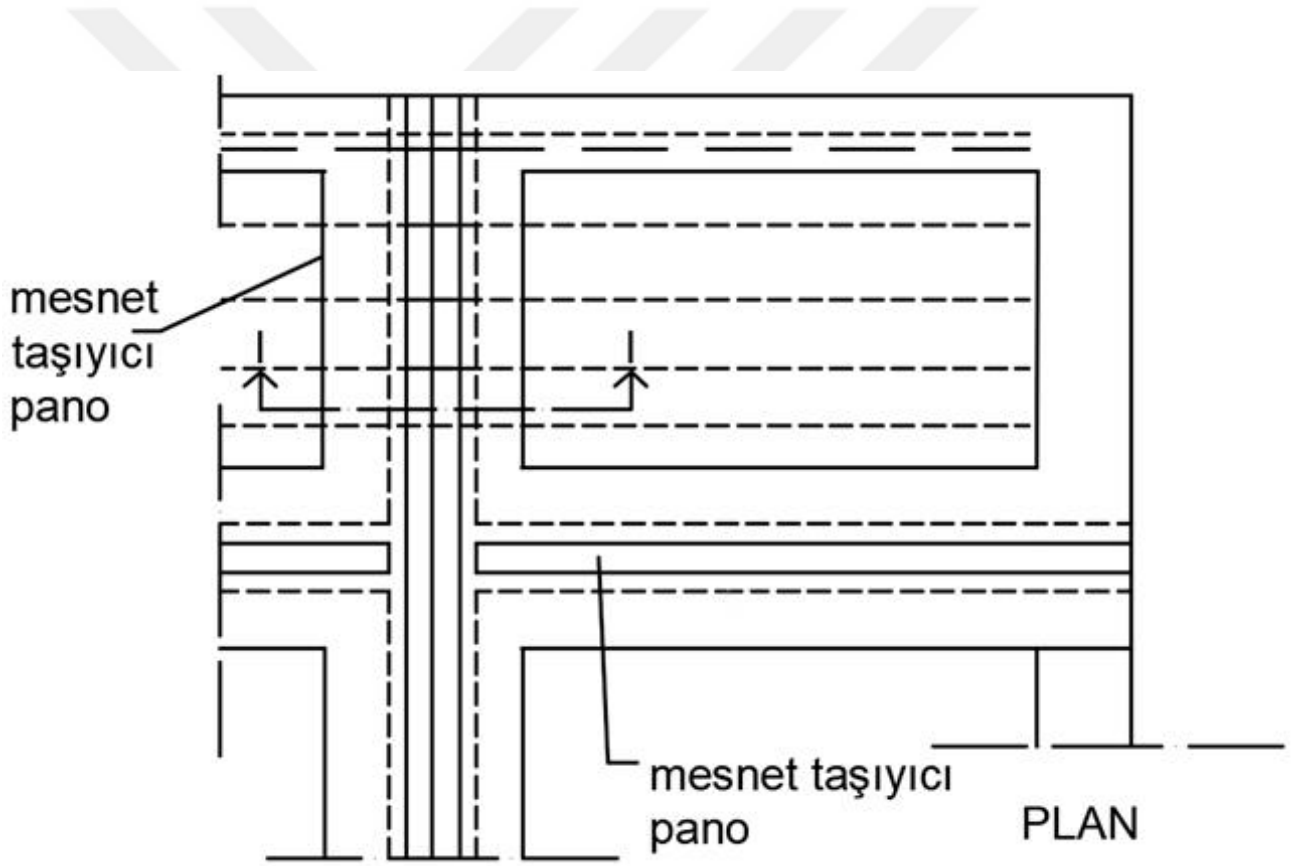 mesnet
taşıyıcı
pano
mesnet taşıyıcı
pano
PLAN